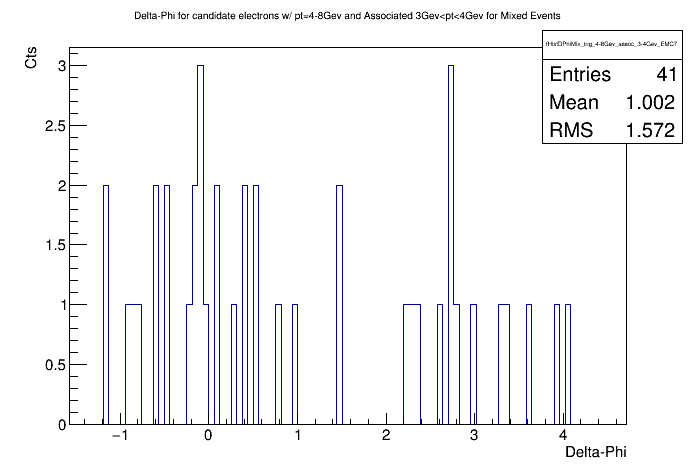 Delta-Phi for candidate electrons w/ pt=4-8Gev and Associated 3Gev<pt<4Gev for Mixed Events
fHistDPhiMix_trig_4-8Gev_assoc_3-4Gev_EMC7
Entries 41
Mean 1.002
RMS 1.572
Cts
3
2.5
2
1.5
1
0.5
0
−1 0 1 2 3 4
Delta-Phi